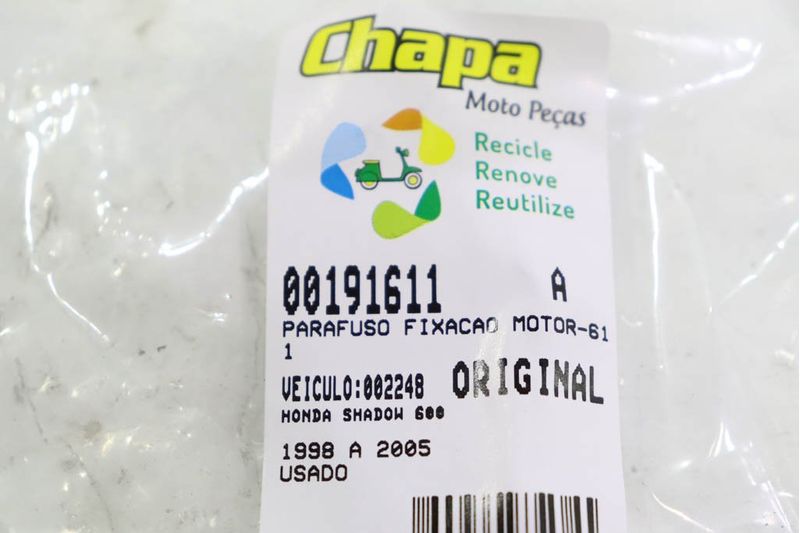 Chapa
Moto Peças
Recicle
Renove
Reutilize
00191611 A
PARAFUSO FIXACAO MOTOR-61
1
VEICULO:002248 ORIGINAL
HONDA SHADOW 600
1998 A 2005
USADO